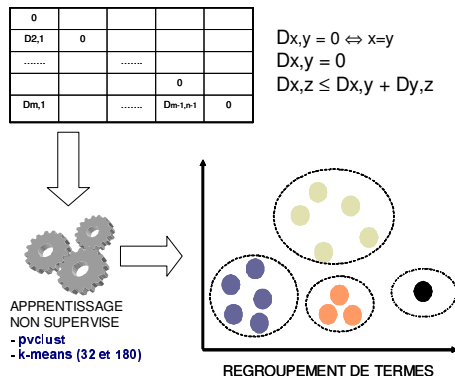 0
D2,1 0
....... .......
0
Dm,1 ....... Dm-1,n-1 0
Dx,y = 0 ⇔ x=y
Dx,y = 0
Dx,z ≤ Dx,y + Dy,z
APPRENTISSAGE
NON SUPERVISE
- pvclust
- k-means (32 et 180)
REGROUPEMENT DE TERMES